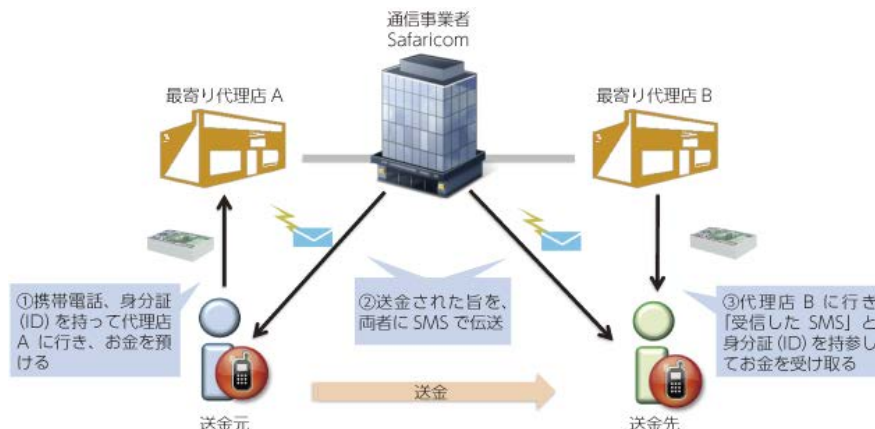 通信事業者
Safaricom
最寄り代理店 A
最寄り代理店 B
①携帯電話、身分証
(ID) を持って代理店
A に行き、お金を預
ける
②送金された旨を、
両者に SMS で伝送
③代理店 B に行き
「受信した SMS」と
身分証 (ID) を持参し
てお金を受け取る
送金
送金元
送金先